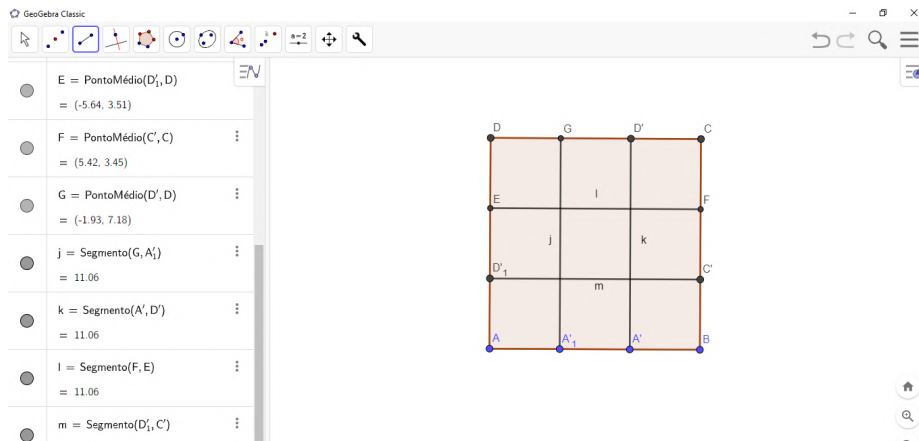 GeoGebra Classic
a=2
E = PontoMédio(D′₁, D)
= (-5.64, 3.51)
F = PontoMédio(C′, C)
= (5.42, 3.45)
G = PontoMédio(D′, D)
= (-1.93, 7.18)
j = Segmento(G, A′₁)
= 11.06
k = Segmento(A′, D′)
= 11.06
l = Segmento(F, E)
= 11.06
m = Segmento(D′₁, C′)
D G D' C
l
E F
j k
D'₁ C'
m
A A'₁ A' B